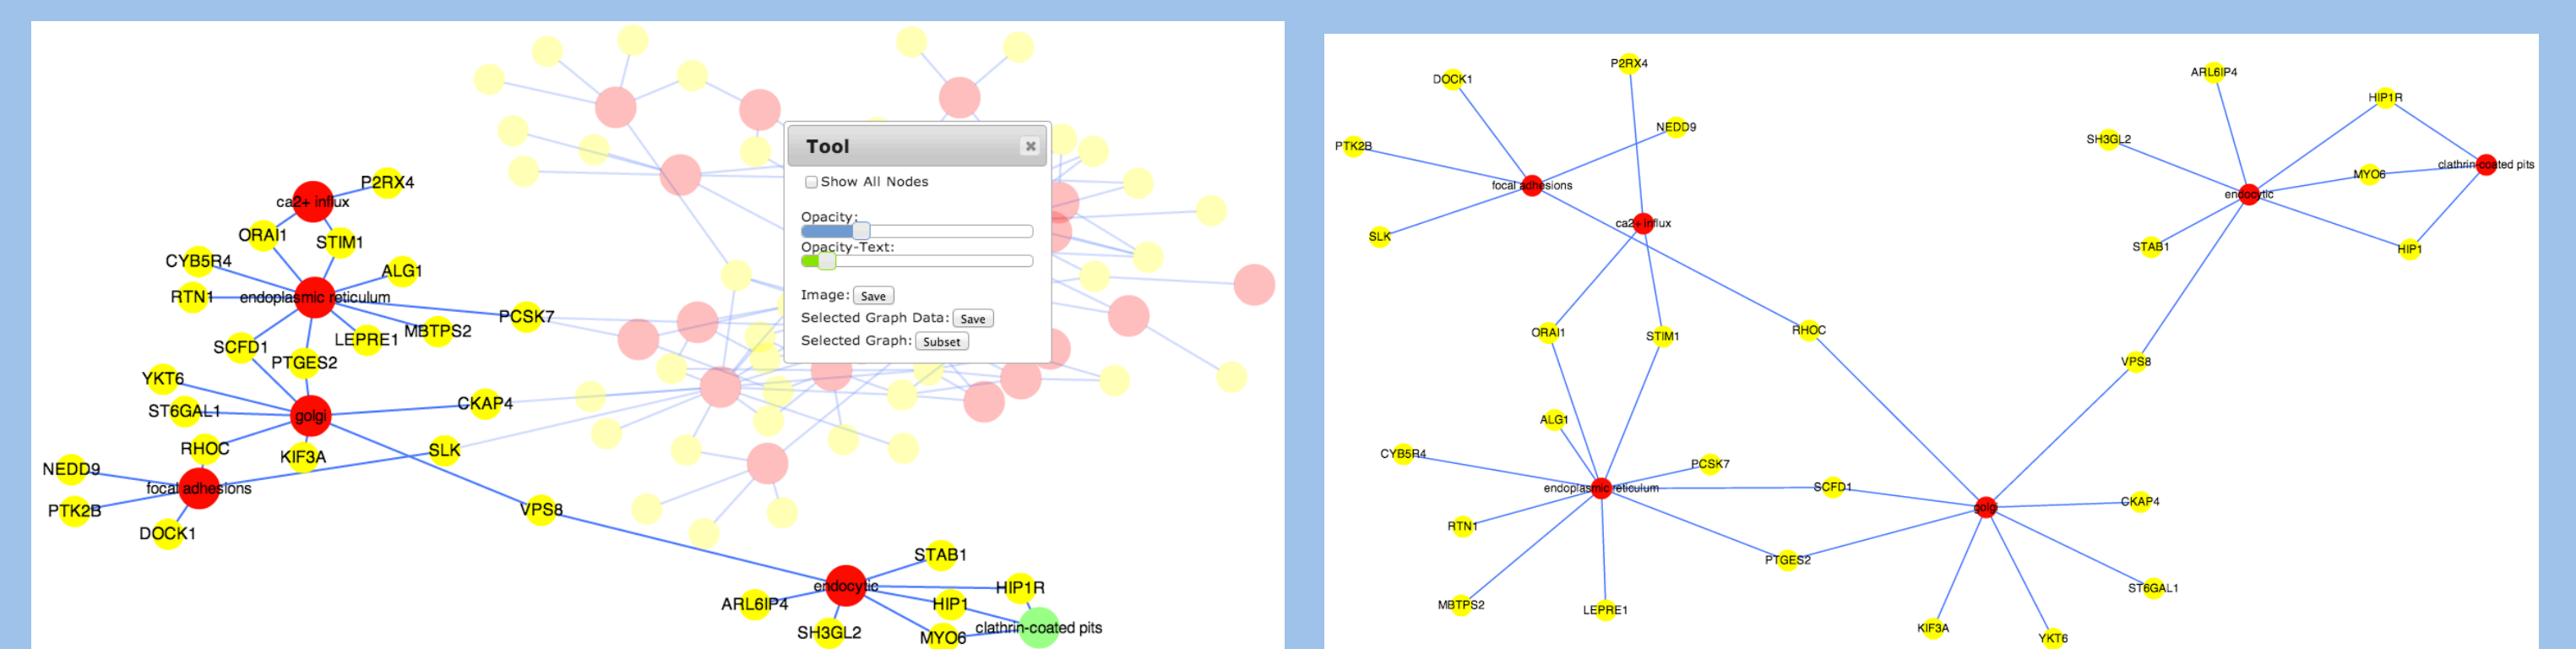 P2RX4
ca2+ influx
ORAI1
STIM1
CYB5R4
ALG1
RTN1
endoplasmic reticulum
PCSK7
MBTPS2
LEPRE1
SCFD1
PTGES2
YKT6
CKAP4
ST6GAL1
golgi
RHOC
KIF3A
SLK
NEDD9
focal adhesions
PTK2B
VPS8
DOCK1
STAB1
endocytic
HIP1R
ARL6IP4
HIP1
SH3GL2
MYO6
clathrin-coated pits
Tool
Show All Nodes
Opacity:
Opacity-Text:
Image: Save
Selected Graph Data: Save
Selected Graph: Subset
P2RX4
DOCK1
NEDD9
PTK2B
focal adhesions
ca2+ influx
SLK
ORAI1
STIM1
RHOC
ARL6IP4
HIP1R
SH3GL2
clathrin-coated pits
MYO6
endocytic
STAB1
HIP1
VPS8
ALG1
CYB5R4
PCSK7
endoplasmic reticulum
SCFD1
CKAP4
golgi
RTN1
PTGES2
ST6GAL1
MBTPS2
LEPRE1
KIF3A
YKT6